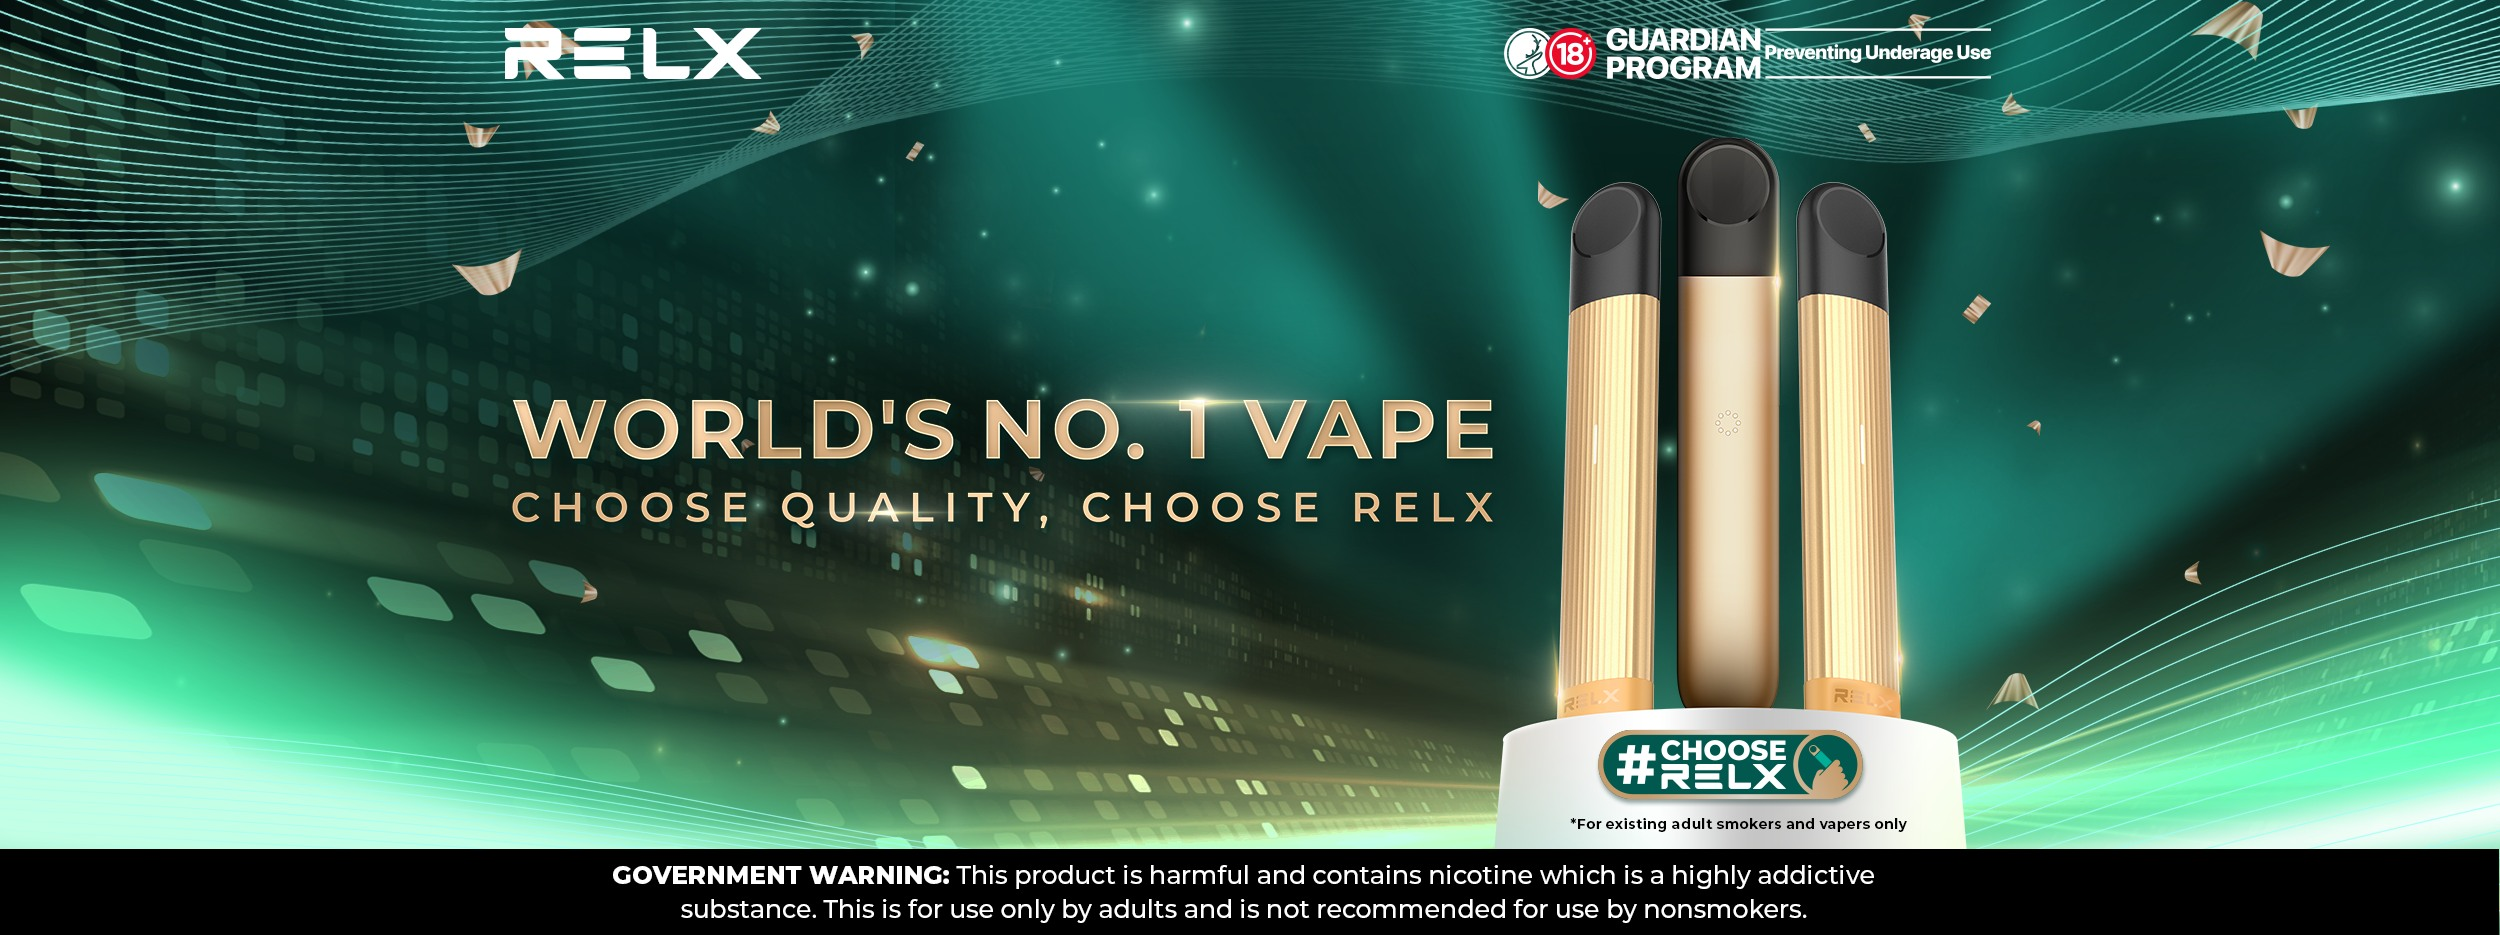 RELX
18+
GUARDIAN
PROGRAM
Preventing Underage Use
WORLD'S NO. 1 VAPE
CHOOSE QUALITY, CHOOSE RELX
RELX
RELX
#CHOOSE
RELX
*For existing adult smokers and vapers only
GOVERNMENT WARNING: This product is harmful and contains nicotine which is a highly addictive
substance. This is for use only by adults and is not recommended for use by nonsmokers.